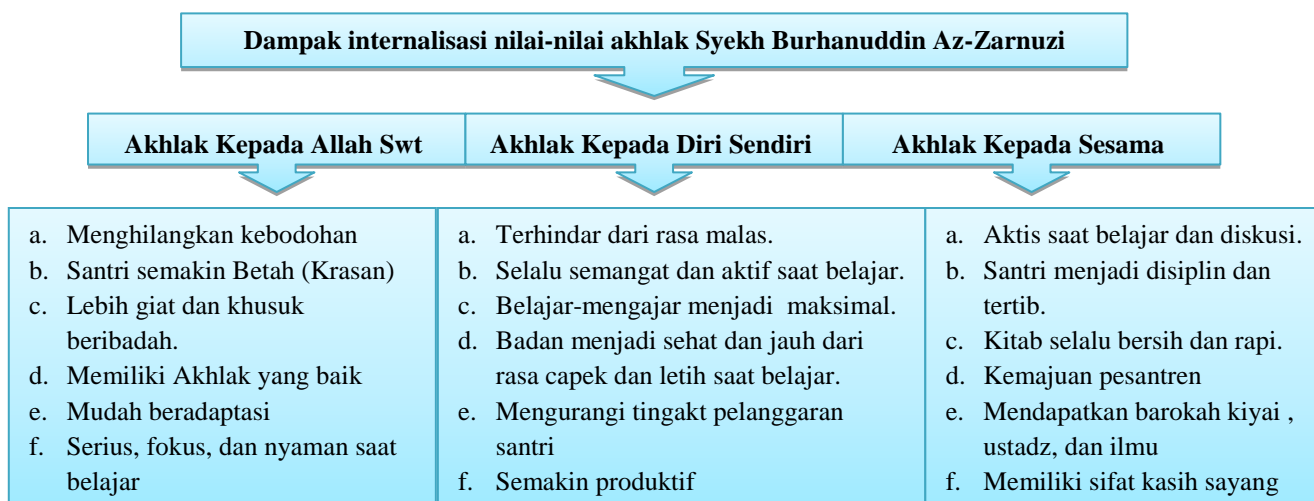 Dampak internalisasi nilai-nilai akhlak Syekh Burhanuddin Az-Zarnuzi
Akhlak Kepada Allah Swt
Akhlak Kepada Diri Sendiri
Akhlak Kepada Sesama
a. Menghilangkan kebodohan
b. Santri semakin Betah (Krasan)
c. Lebih giat dan khusuk
beribadah.
d. Memiliki Akhlak yang baik
e. Mudah beradaptasi
f. Serius, fokus, dan nyaman saat
belajar
a. Terhindar dari rasa malas.
b. Selalu semangat dan aktif saat belajar.
c. Belajar-mengajar menjadi maksimal.
d. Badan menjadi sehat dan jauh dari
rasa capek dan letih saat belajar.
e. Mengurangi tingakt pelanggaran
santri
f. Semakin produktif
a. Aktis saat belajar dan diskusi.
b. Santri menjadi disiplin dan
tertib.
c. Kitab selalu bersih dan rapi.
d. Kemajuan pesantren
e. Mendapatkan barokah kiyai ,
ustadz, dan ilmu
f. Memiliki sifat kasih sayang